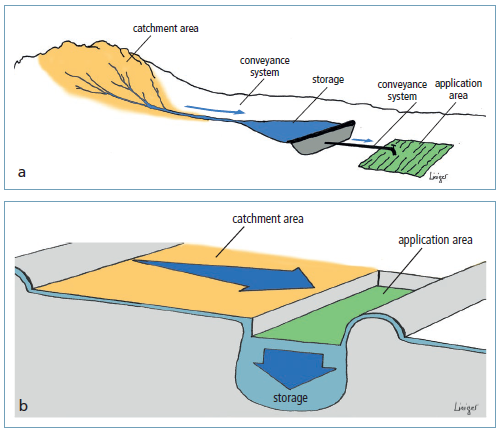 catchment area
conveyance
system
storage
conveyance
system
application
area
Liniger
a
catchment area
application area
storage
Liniger
b